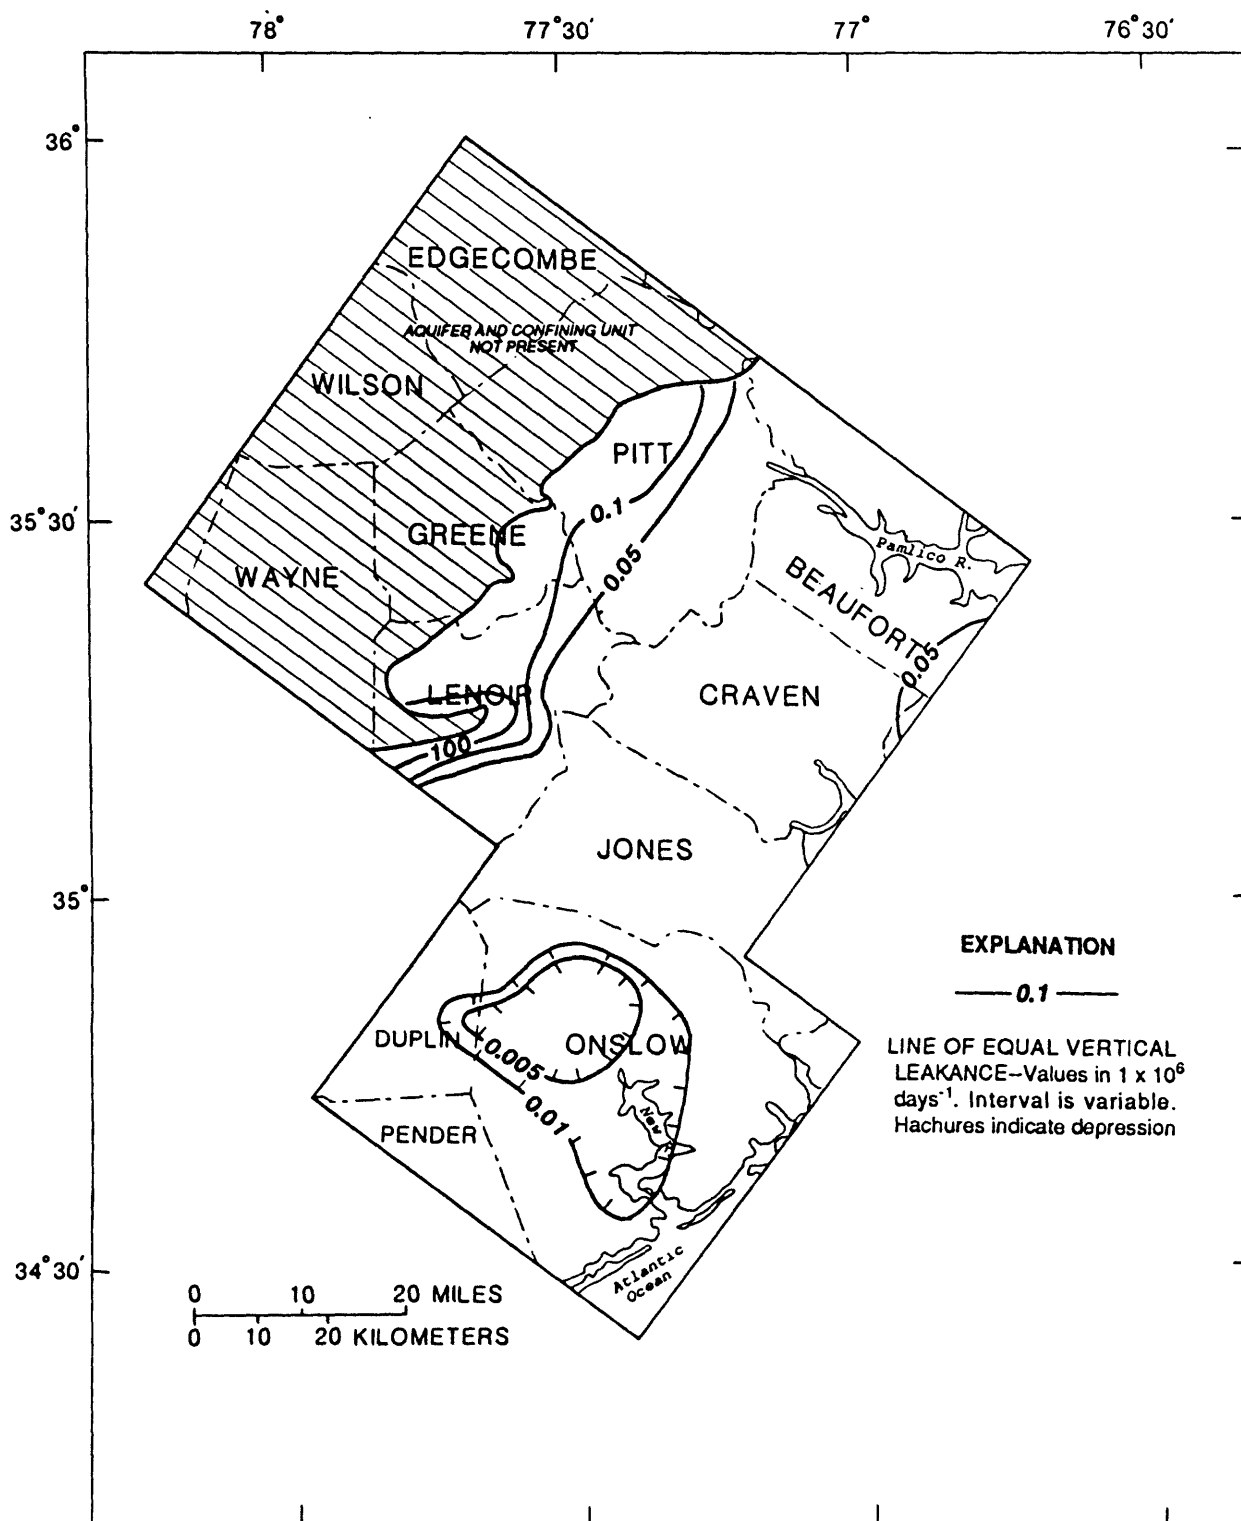 78° 77°30′ 77° 76°30′
36°
EDGECOMBE
AQUIFER AND CONFINING UNIT
NOT PRESENT
WILSON
PITT
0.1
35°30′
GREENE
Pamlico R.
0.05
WAYNE
BEAUFORT
0.05
LENOIR
CRAVEN
100
JONES
35°
EXPLANATION
0.1
DUPLIN
ONSLOW
0.005
LINE OF EQUAL VERTICAL
LEAKANCE–Values in 1 x 10⁶
days⁻¹. Interval is variable.
Hachures indicate depression
0.01
New
PENDER
34°30′
Atlantic
Ocean
0 10 20 MILES
0 10 20 KILOMETERS